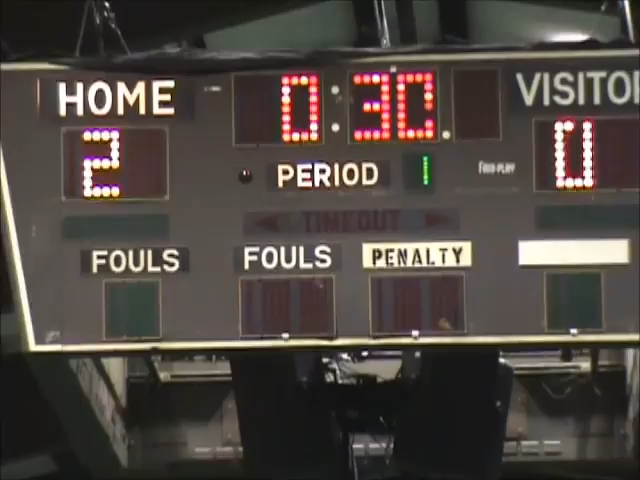 HOME 0:30 VISITOR
2 PERIOD 1 0
TIMEOUT
FOULS FOULS PENALTY